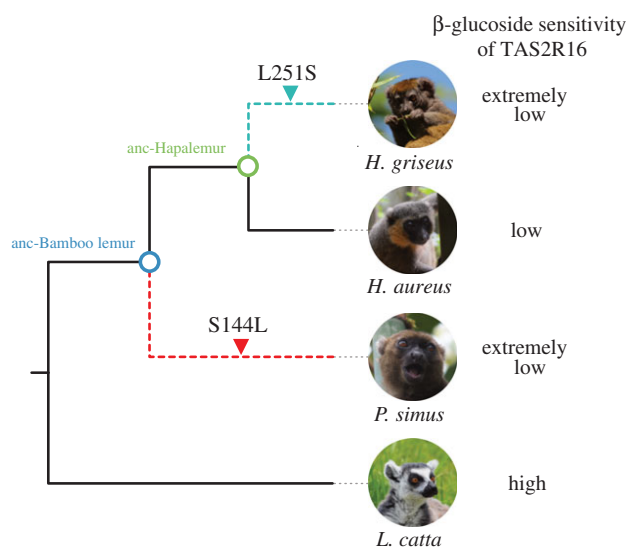 β-glucoside sensitivity
of TAS2R16
L251S
extremely
low
anc-Hapalemur
H. griseus
low
anc-Bamboo lemur
H. aureus
S144L
extremely
low
P. simus
high
L. catta